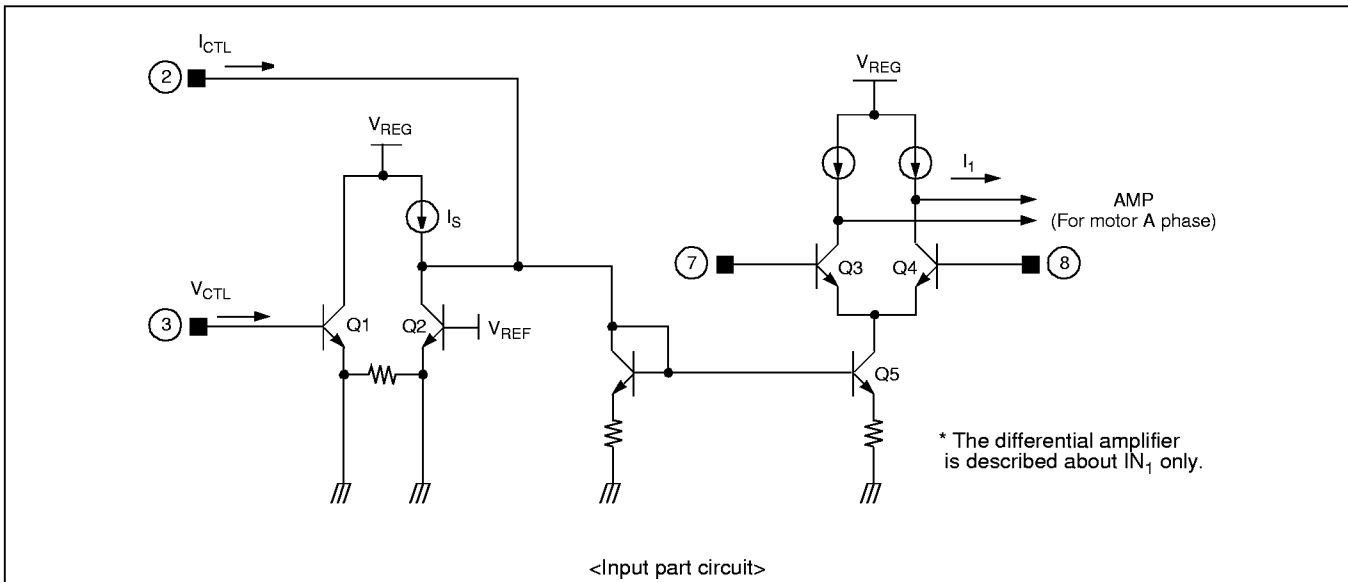 I_CTL
2
V_REG
V_REG
I_1
I_S
AMP
(For motor A phase)
7
Q3
Q4
8
V_CTL
3
Q1
Q2
V_REF
Q5
* The differential amplifier
is described about IN_1 only.
<Input part circuit>